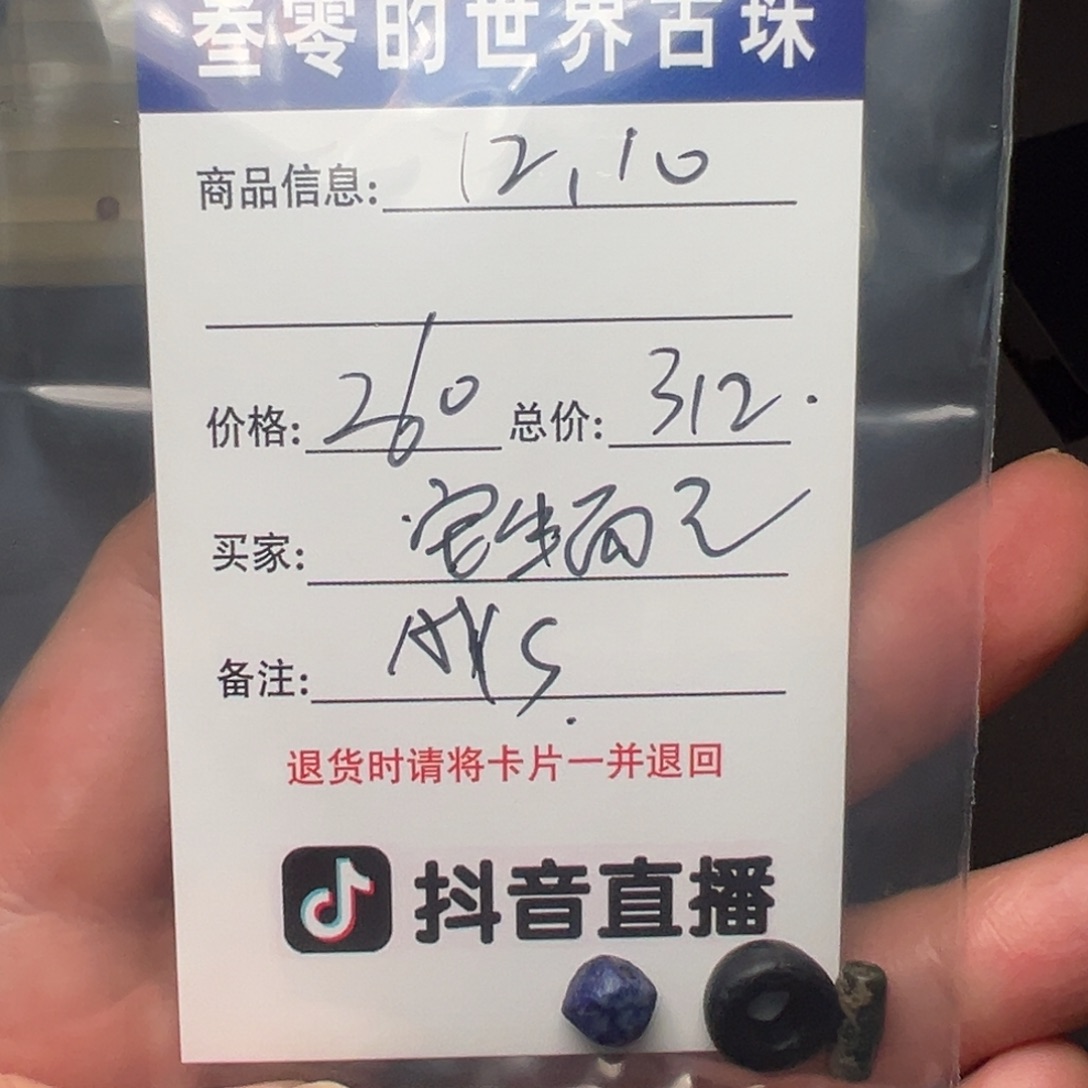 叁零的世界古珠
商品信息: 12,10
价格: 260 总价: 312.
买家:
备注:
退货时请将卡片一并退回
抖音直播